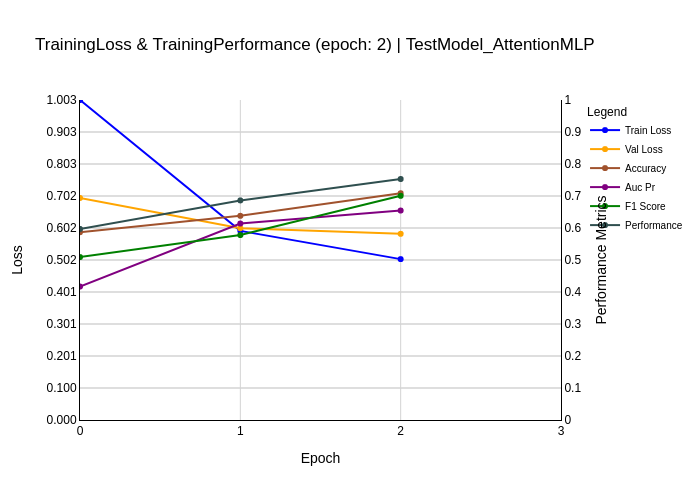 TrainingLoss & TrainingPerformance (epoch: 2) | TestModel_AttentionMLP
1.003
0.903
0.803
0.702
0.602
0.502
0.401
0.301
0.201
0.100
0.000
Loss
0
1
2
3
Epoch
1
0.9
0.8
0.7
0.6
0.5
0.4
0.3
0.2
0.1
0
Performance Metrics
Legend
Train Loss
Val Loss
Accuracy
Auc Pr
F1 Score
Performance